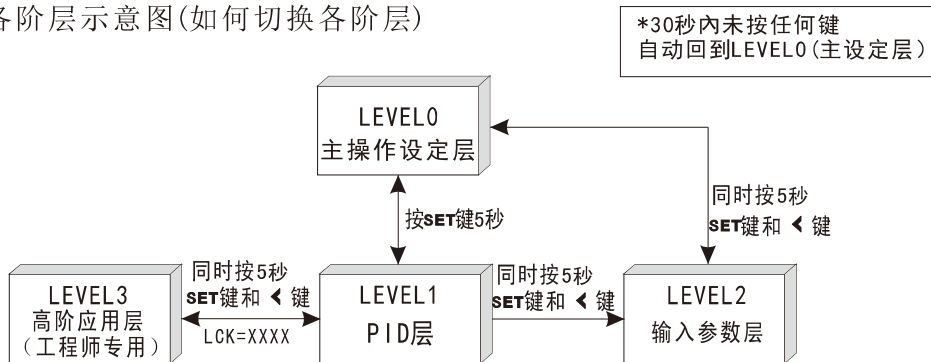 各阶层示意图(如何切换各阶层)
*30秒內未按任何键
自动回到LEVEL0(主设定层)
LEVEL0
主操作设定层
按SET键5秒
同时按5秒
SET键和 < 键
同时按5秒
SET键和 < 键
LCK=XXXX
同时按5秒
SET键和 < 键
LEVEL3
高阶应用层
(工程师专用)
LEVEL1
PID层
LEVEL2
输入参数层